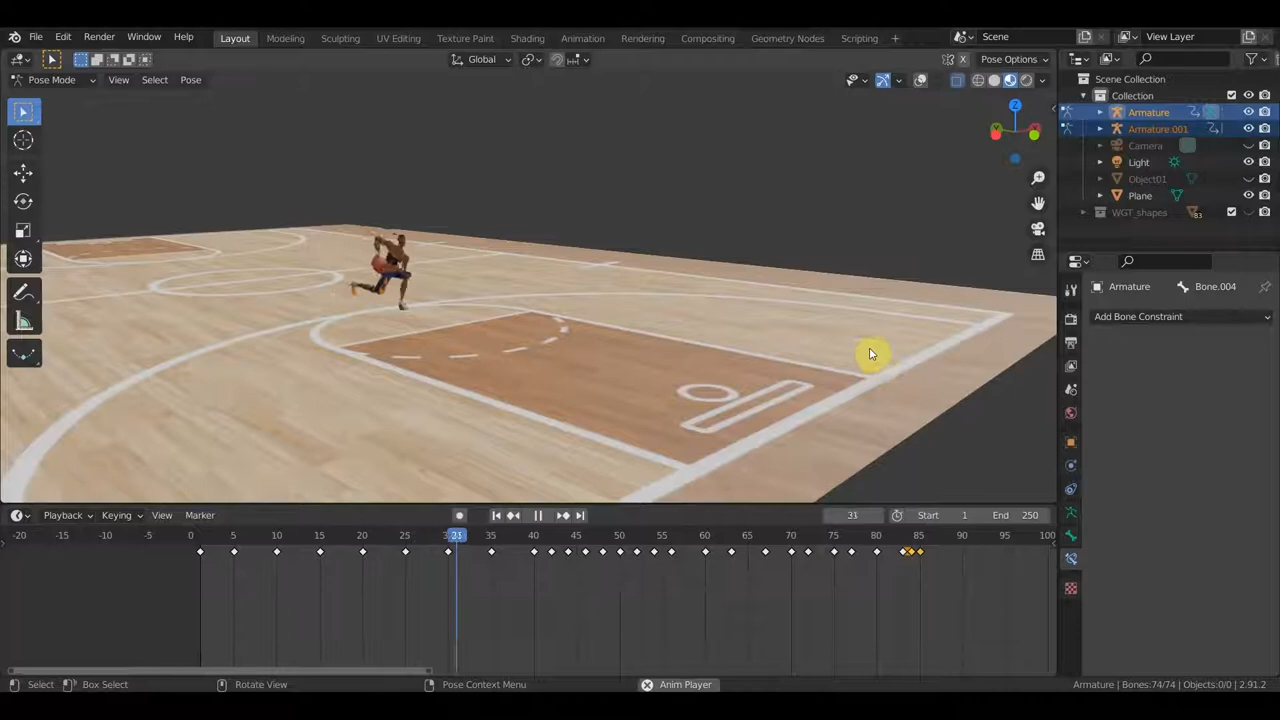 File Edit Render Window Help Layout Modeling Sculpting UV Editing Texture Paint Shading Animation Rendering Compositing Geometry Nodes Scripting + Scene View Layer
Global X Pose Options
Pose Mode View Select Pose
Scene Collection
Collection
Armature
Armature.001
Camera
Light
Object01
Plane
WGT_shapes 83
Z
Armature Bone.004
Add Bone Constraint
Playback Keying View Marker 31 Start 1 End 250
-20 -15 -10 -5 0 5 10 15 20 25 30 31 35 40 45 50 55 60 65 70 75 80 85 90 95 100
Select Box Select Rotate View Pose Context Menu Anim Player Armature | Bones:74/74 | Objects:0/0 | 2.91.2